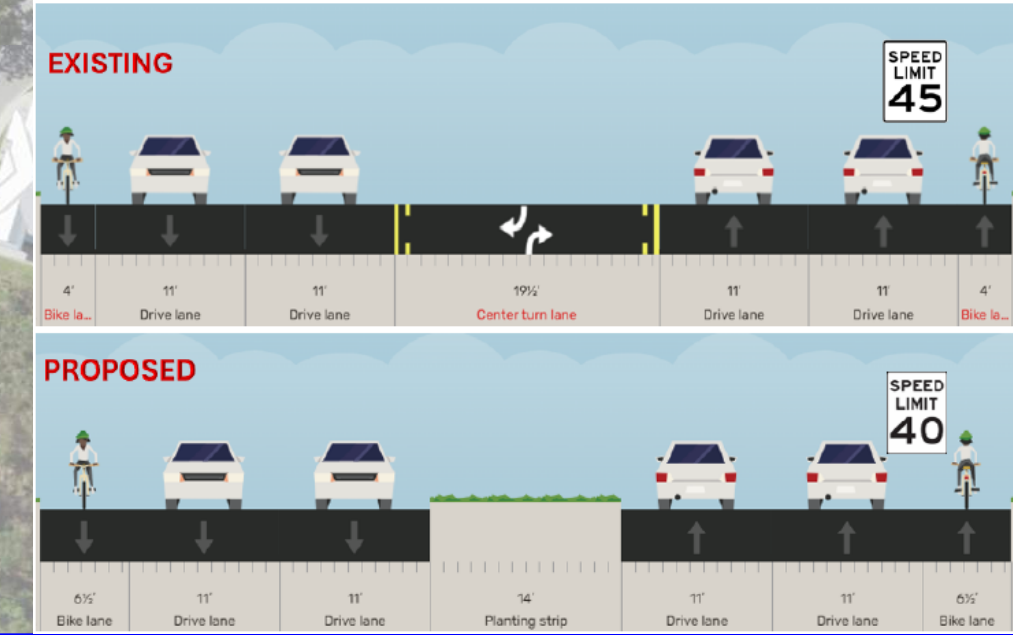 EXISTING
SPEED
LIMIT
45
4' 11' 11' 19½' 11' 11' 4'
Bike la... Drive lane Drive lane Center turn lane Drive lane Drive lane Bike la...
PROPOSED
SPEED
LIMIT
40
6½' 11' 11' 14' 11' 11' 6½'
Bike lane Drive lane Drive lane Planting strip Drive lane Drive lane Bike lane